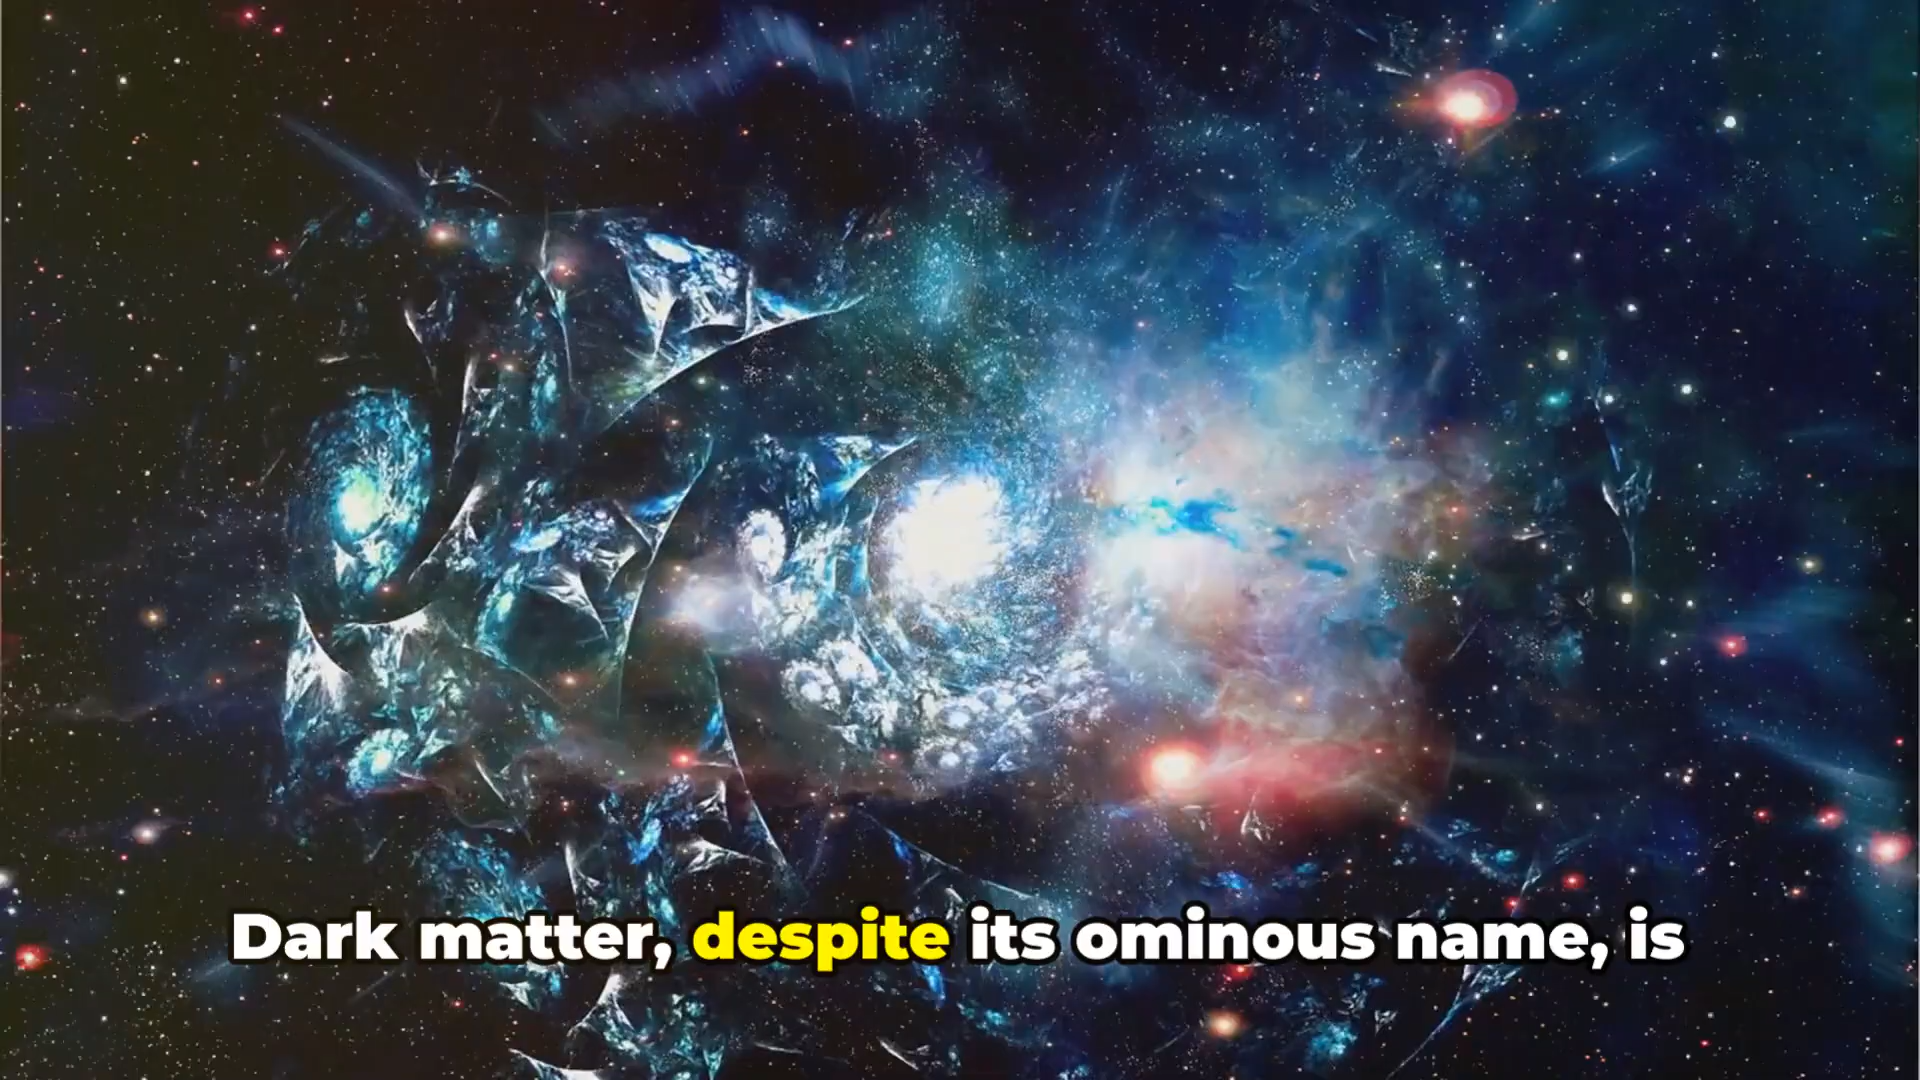 Dark matter, despite its ominous name, is